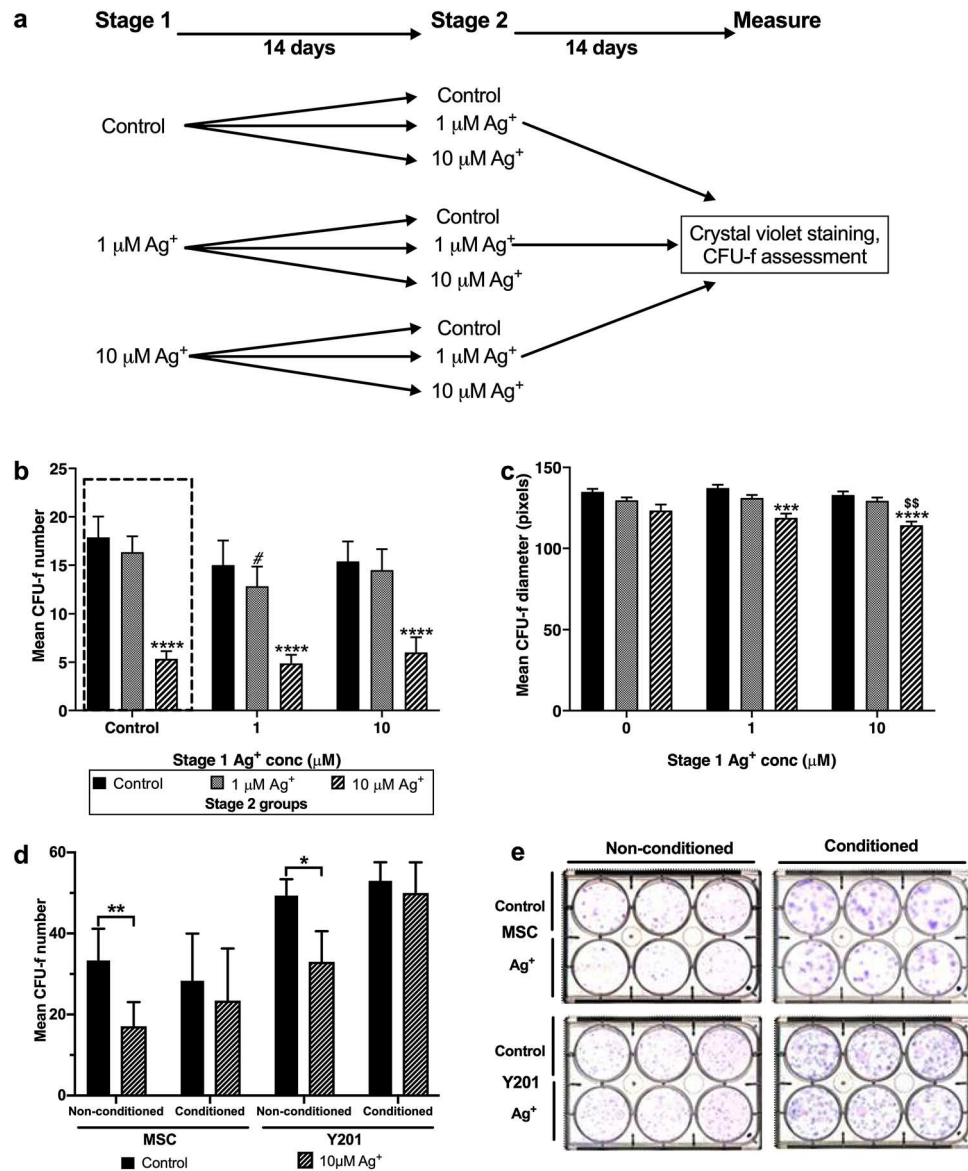 a
Stage 1 Stage 2 Measure
14 days 14 days
Control
Control
1 μM Ag⁺
10 μM Ag⁺
1 μM Ag⁺
Control
1 μM Ag⁺
10 μM Ag⁺
10 μM Ag⁺
Control
1 μM Ag⁺
10 μM Ag⁺
Crystal violet staining,
CFU-f assessment
b
Mean CFU-f number
25
20
15
10
5
0
****
#
****
****
Control 1 10
Stage 1 Ag⁺ conc (μM)
Control 1 μM Ag⁺ 10 μM Ag⁺
Stage 2 groups
c
Mean CFU-f diameter (pixels)
150
100
50
0
***
$$
****
0 1 10
Stage 1 Ag⁺ conc (μM)
d
Mean CFU-f number
60
40
20
0
**
*
Non-conditioned Conditioned Non-conditioned Conditioned
MSC Y201
Control 10μM Ag⁺
e
Non-conditioned Conditioned
Control
MSC
Ag⁺
Control
Y201
Ag⁺